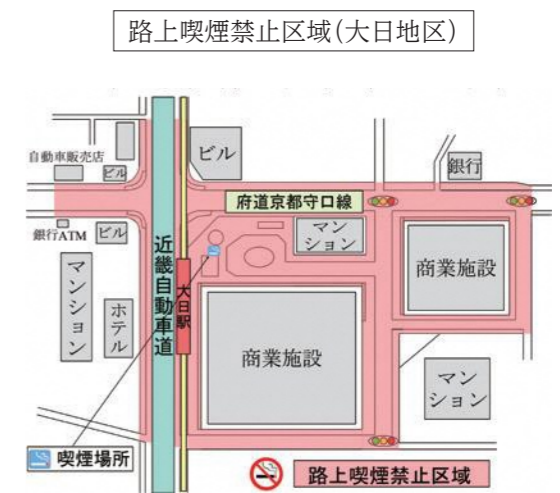 路上喫煙禁止区域(大日地区)
自動車販売店
ビル
ビル
銀行
府道京都守口線
銀行ATM
ビル
マン
ション
近畿自動車道
大日駅
マンション
ホテル
商業施設
商業施設
マン
ション
喫煙場所
路上喫煙禁止区域